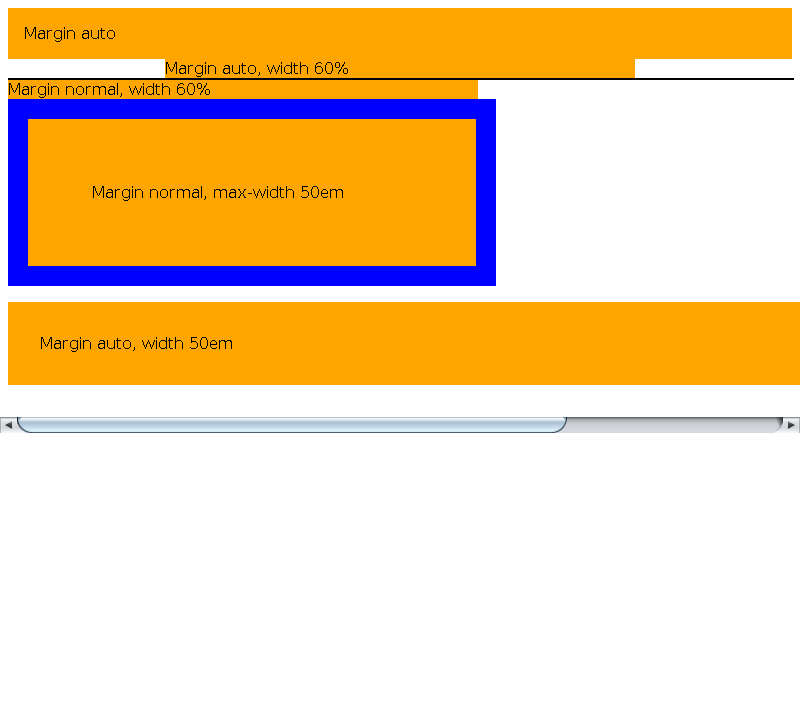 Margin auto
Margin auto, width 60%
Margin normal, width 60%
Margin normal, max-width 50em
Margin auto, width 50em